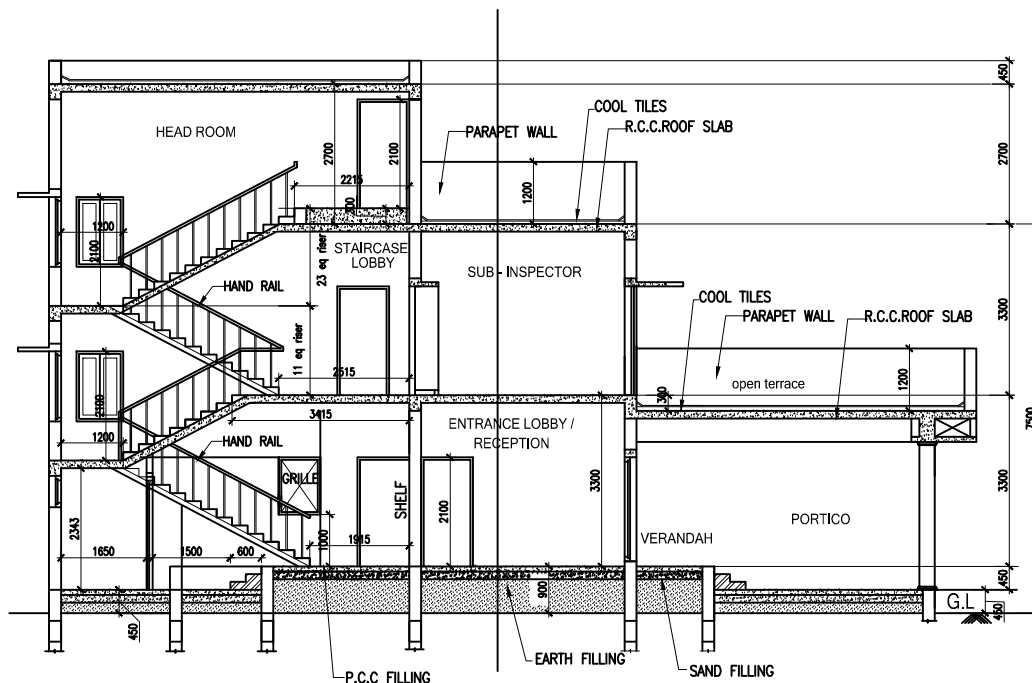 450
COOL TILES
R.C.C.ROOF SLAB
PARAPET WALL
HEAD ROOM
2700
2100
2700
2215
1200
300
1200
2100
STAIRCASE
LOBBY
23 eq riser
SUB - INSPECTOR
HAND RAIL
COOL TILES
PARAPET WALL
R.C.C.ROOF SLAB
3300
11 eq riser
2515
open terrace
1200
300
2100
3415
ENTRANCE LOBBY /
RECEPTION
7500
1200
HAND RAIL
GRILLE
SHELF
2100
3300
3300
2343
1000
PORTICO
VERANDAH
1650
1500
600
1915
900
450
G.L
450
450
EARTH FILLING
SAND FILLING
P.C.C FILLING